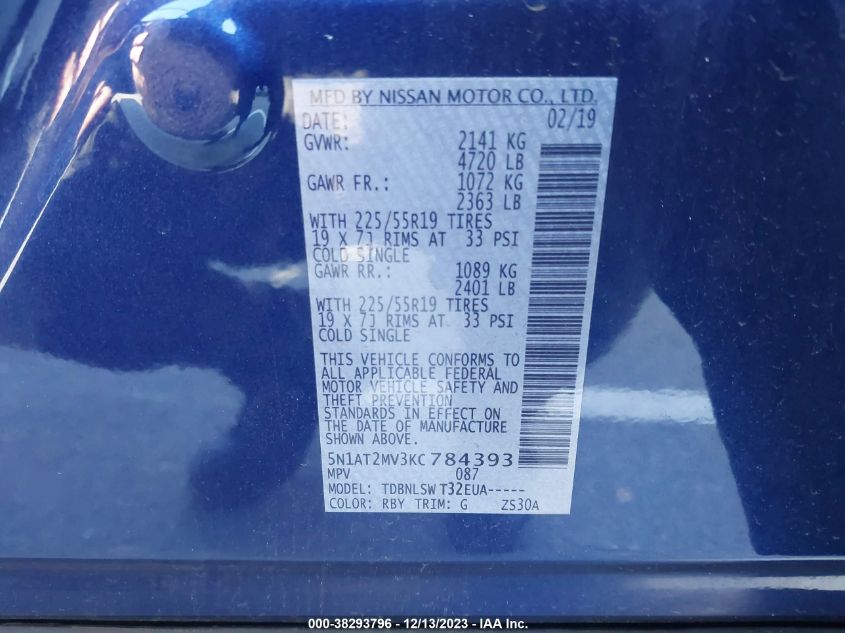 MFD BY NISSAN MOTOR CO., LTD.
DATE: 02/19
GVWR: 2141 KG
4720 LB
GAWR FR.: 1072 KG
2363 LB
WITH 225/55R19 TIRES
19 X 7J RIMS AT 33 PSI
COLD SINGLE
GAWR RR.: 1089 KG
2401 LB
WITH 225/55R19 TIRES
19 X 7J RIMS AT 33 PSI
COLD SINGLE
THIS VEHICLE CONFORMS TO
ALL APPLICABLE FEDERAL
MOTOR VEHICLE SAFETY AND
THEFT PREVENTION
STANDARDS IN EFFECT ON
THE DATE OF MANUFACTURE
SHOWN ABOVE.
5N1AT2MV3KC784393
MPV 087
MODEL: TDBNLSW T32EUA-----
COLOR: RBY TRIM: G ZS30A
000-38293796 - 12/13/2023 - IAA Inc.